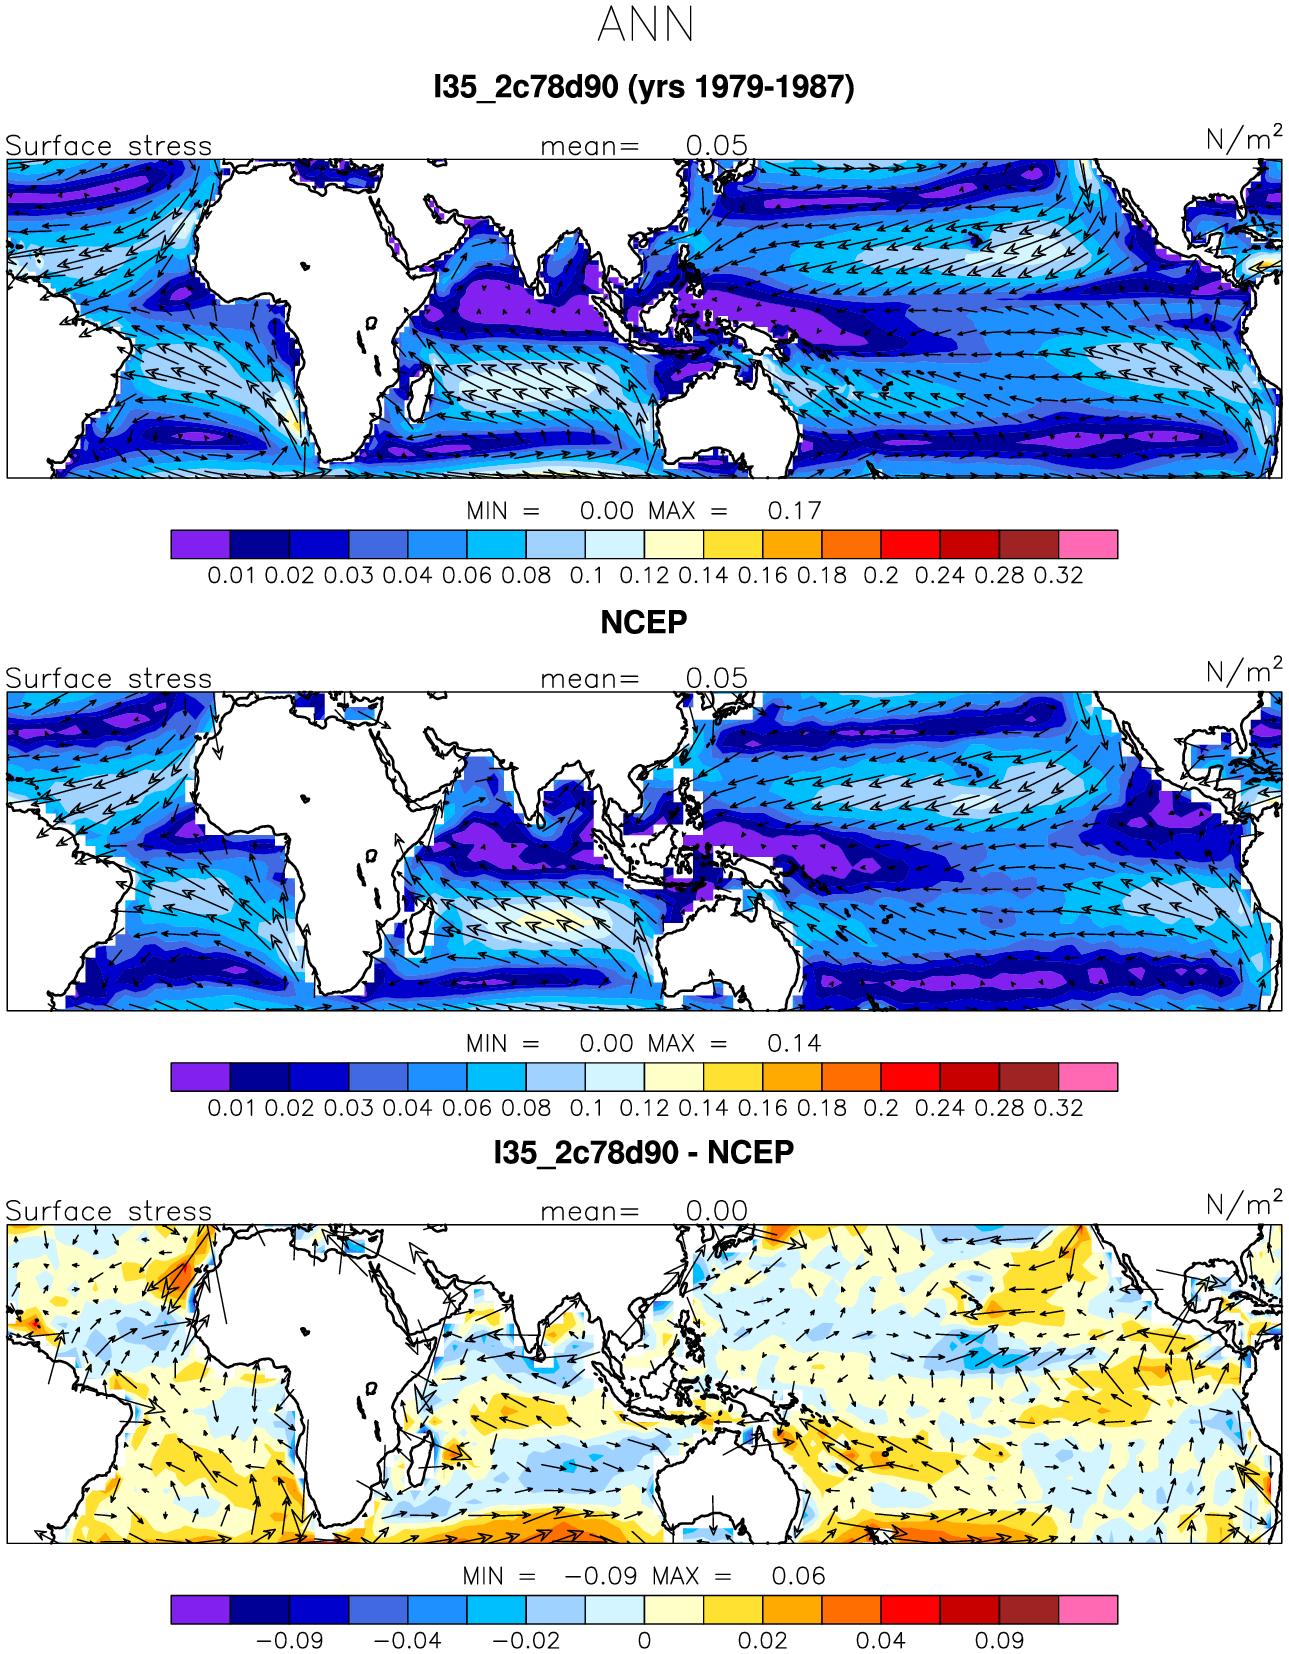 ANN
I35_2c78d90 (yrs 1979-1987)
Surface stress mean= 0.05 N/m²
MIN = 0.00 MAX = 0.17
0.01 0.02 0.03 0.04 0.06 0.08 0.1 0.12 0.14 0.16 0.18 0.2 0.24 0.28 0.32
NCEP
Surface stress mean= 0.05 N/m²
MIN = 0.00 MAX = 0.14
0.01 0.02 0.03 0.04 0.06 0.08 0.1 0.12 0.14 0.16 0.18 0.2 0.24 0.28 0.32
I35_2c78d90 - NCEP
Surface stress mean= 0.00 N/m²
MIN = -0.09 MAX = 0.06
-0.09 -0.04 -0.02 0 0.02 0.04 0.09